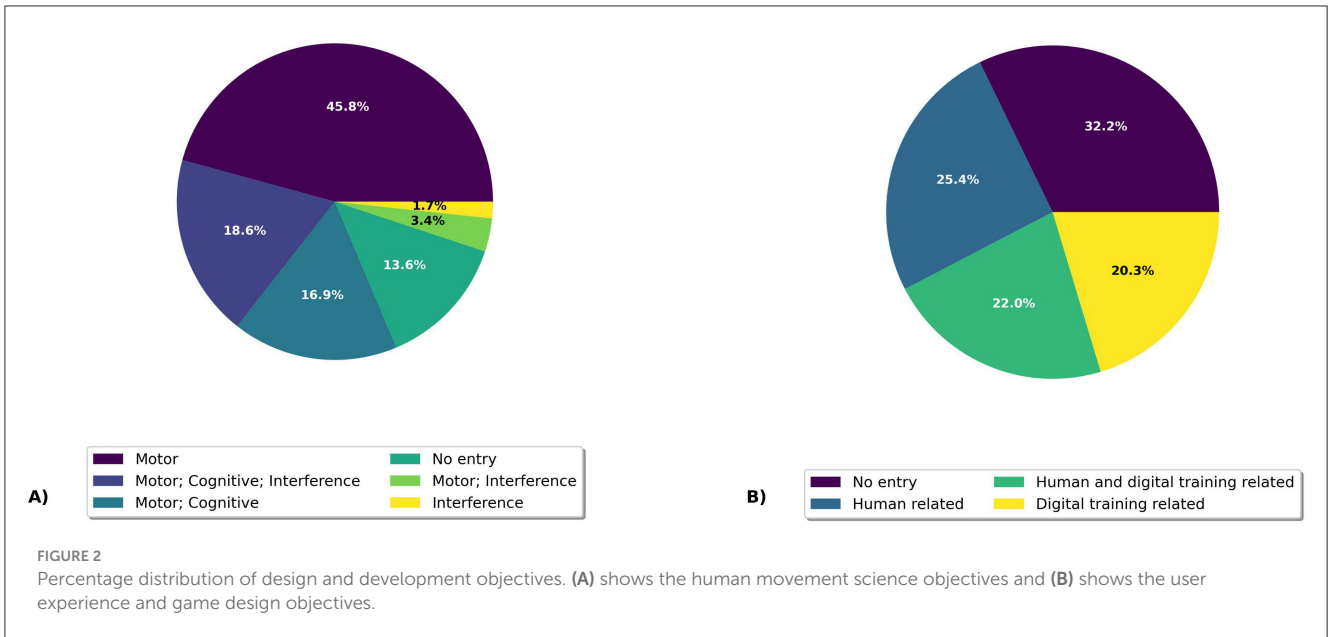 45.8%
18.6%
16.9%
13.6%
3.4%
1.7%
32.2%
25.4%
22.0%
20.3%
A)
Motor
Motor; Cognitive; Interference
Motor; Cognitive
No entry
Motor; Interference
Interference
B)
No entry
Human related
Human and digital training related
Digital training related
FIGURE 2
Percentage distribution of design and development objectives. (A) shows the human movement science objectives and (B) shows the user
experience and game design objectives.